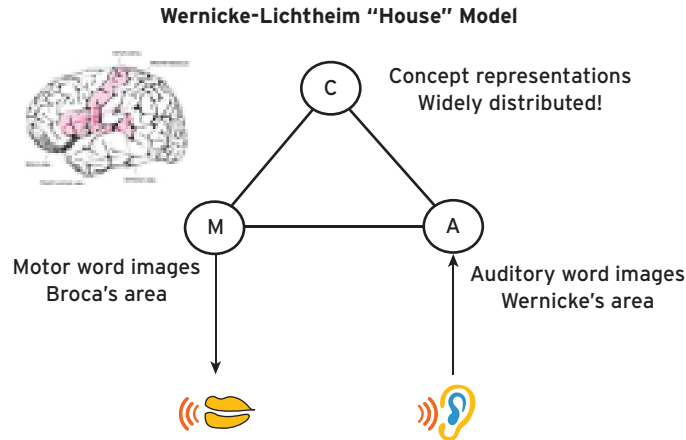 Wernicke-Lichtheim “House” Model
C
Concept representations
Widely distributed!
M
A
Motor word images
Broca’s area
Auditory word images
Wernicke’s area